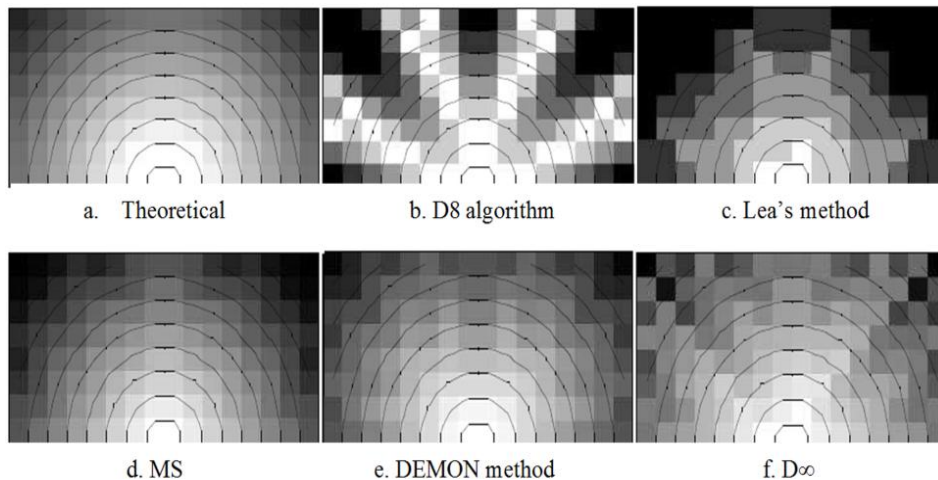 a. Theoretical
b. D8 algorithm
c. Lea's method
d. MS
e. DEMON method
f. D∞